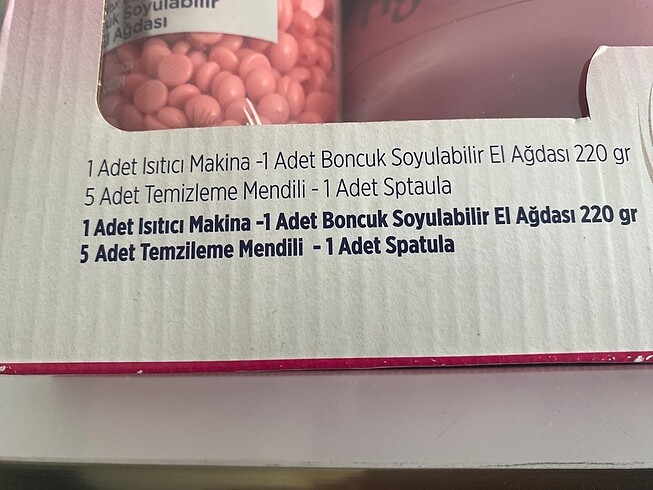 Soyulabilir
Ağdası
1 Adet Isıtıcı Makina -1 Adet Boncuk Soyulabilir El Ağdası 220 gr
5 Adet Temizleme Mendili - 1 Adet Sptaula
1 Adet Isıtıcı Makina -1 Adet Boncuk Soyulabilir El Ağdası 220 gr
5 Adet Temzileme Mendili - 1 Adet Spatula